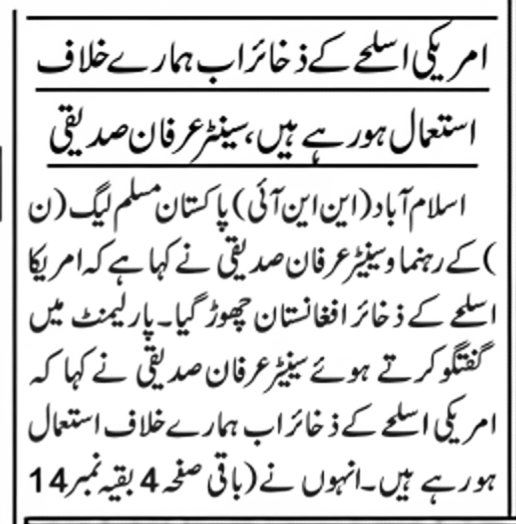 امریکی اسلحے کے ذخائر اب ہمارے خلاف
استعمال ہورہے ہیں، سینٹر عرفان صدیقی
اسلام آباد (این این آئی) پاکستان مسلم لیگ (ن
) کے رہنما و سینیٹر عرفان صدیقی نے کہا ہے کہ امریکا
اسلحے کے ذخائر افغانستان چھوڑ گیا۔ پارلیمنٹ میں
گفتگو کرتے ہوئے سینیٹر عرفان صدیقی نے کہا کہ
امریکی اسلحے کے ذخائر اب ہمارے خلاف استعمال
ہورہے ہیں۔ انہوں نے (باقی صفحہ 4 بقیہ نمبر 14